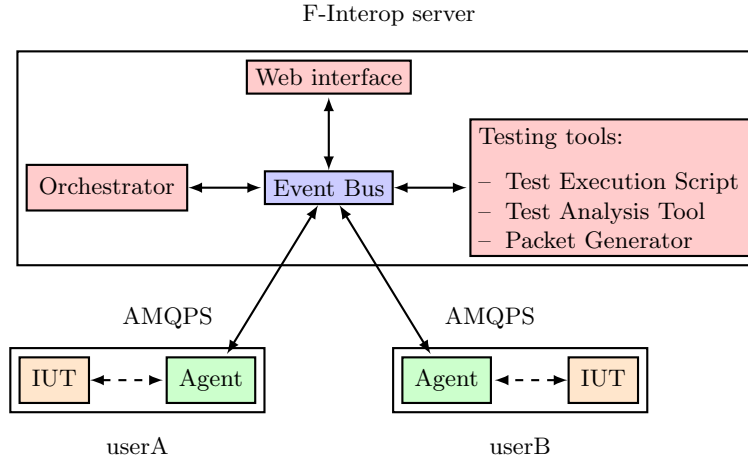 F-Interop server
Web interface
Testing tools:
Orchestrator
Event Bus
– Test Execution Script
– Test Analysis Tool
– Packet Generator
AMQPS
AMQPS
IUT
Agent
Agent
IUT
userA
userB